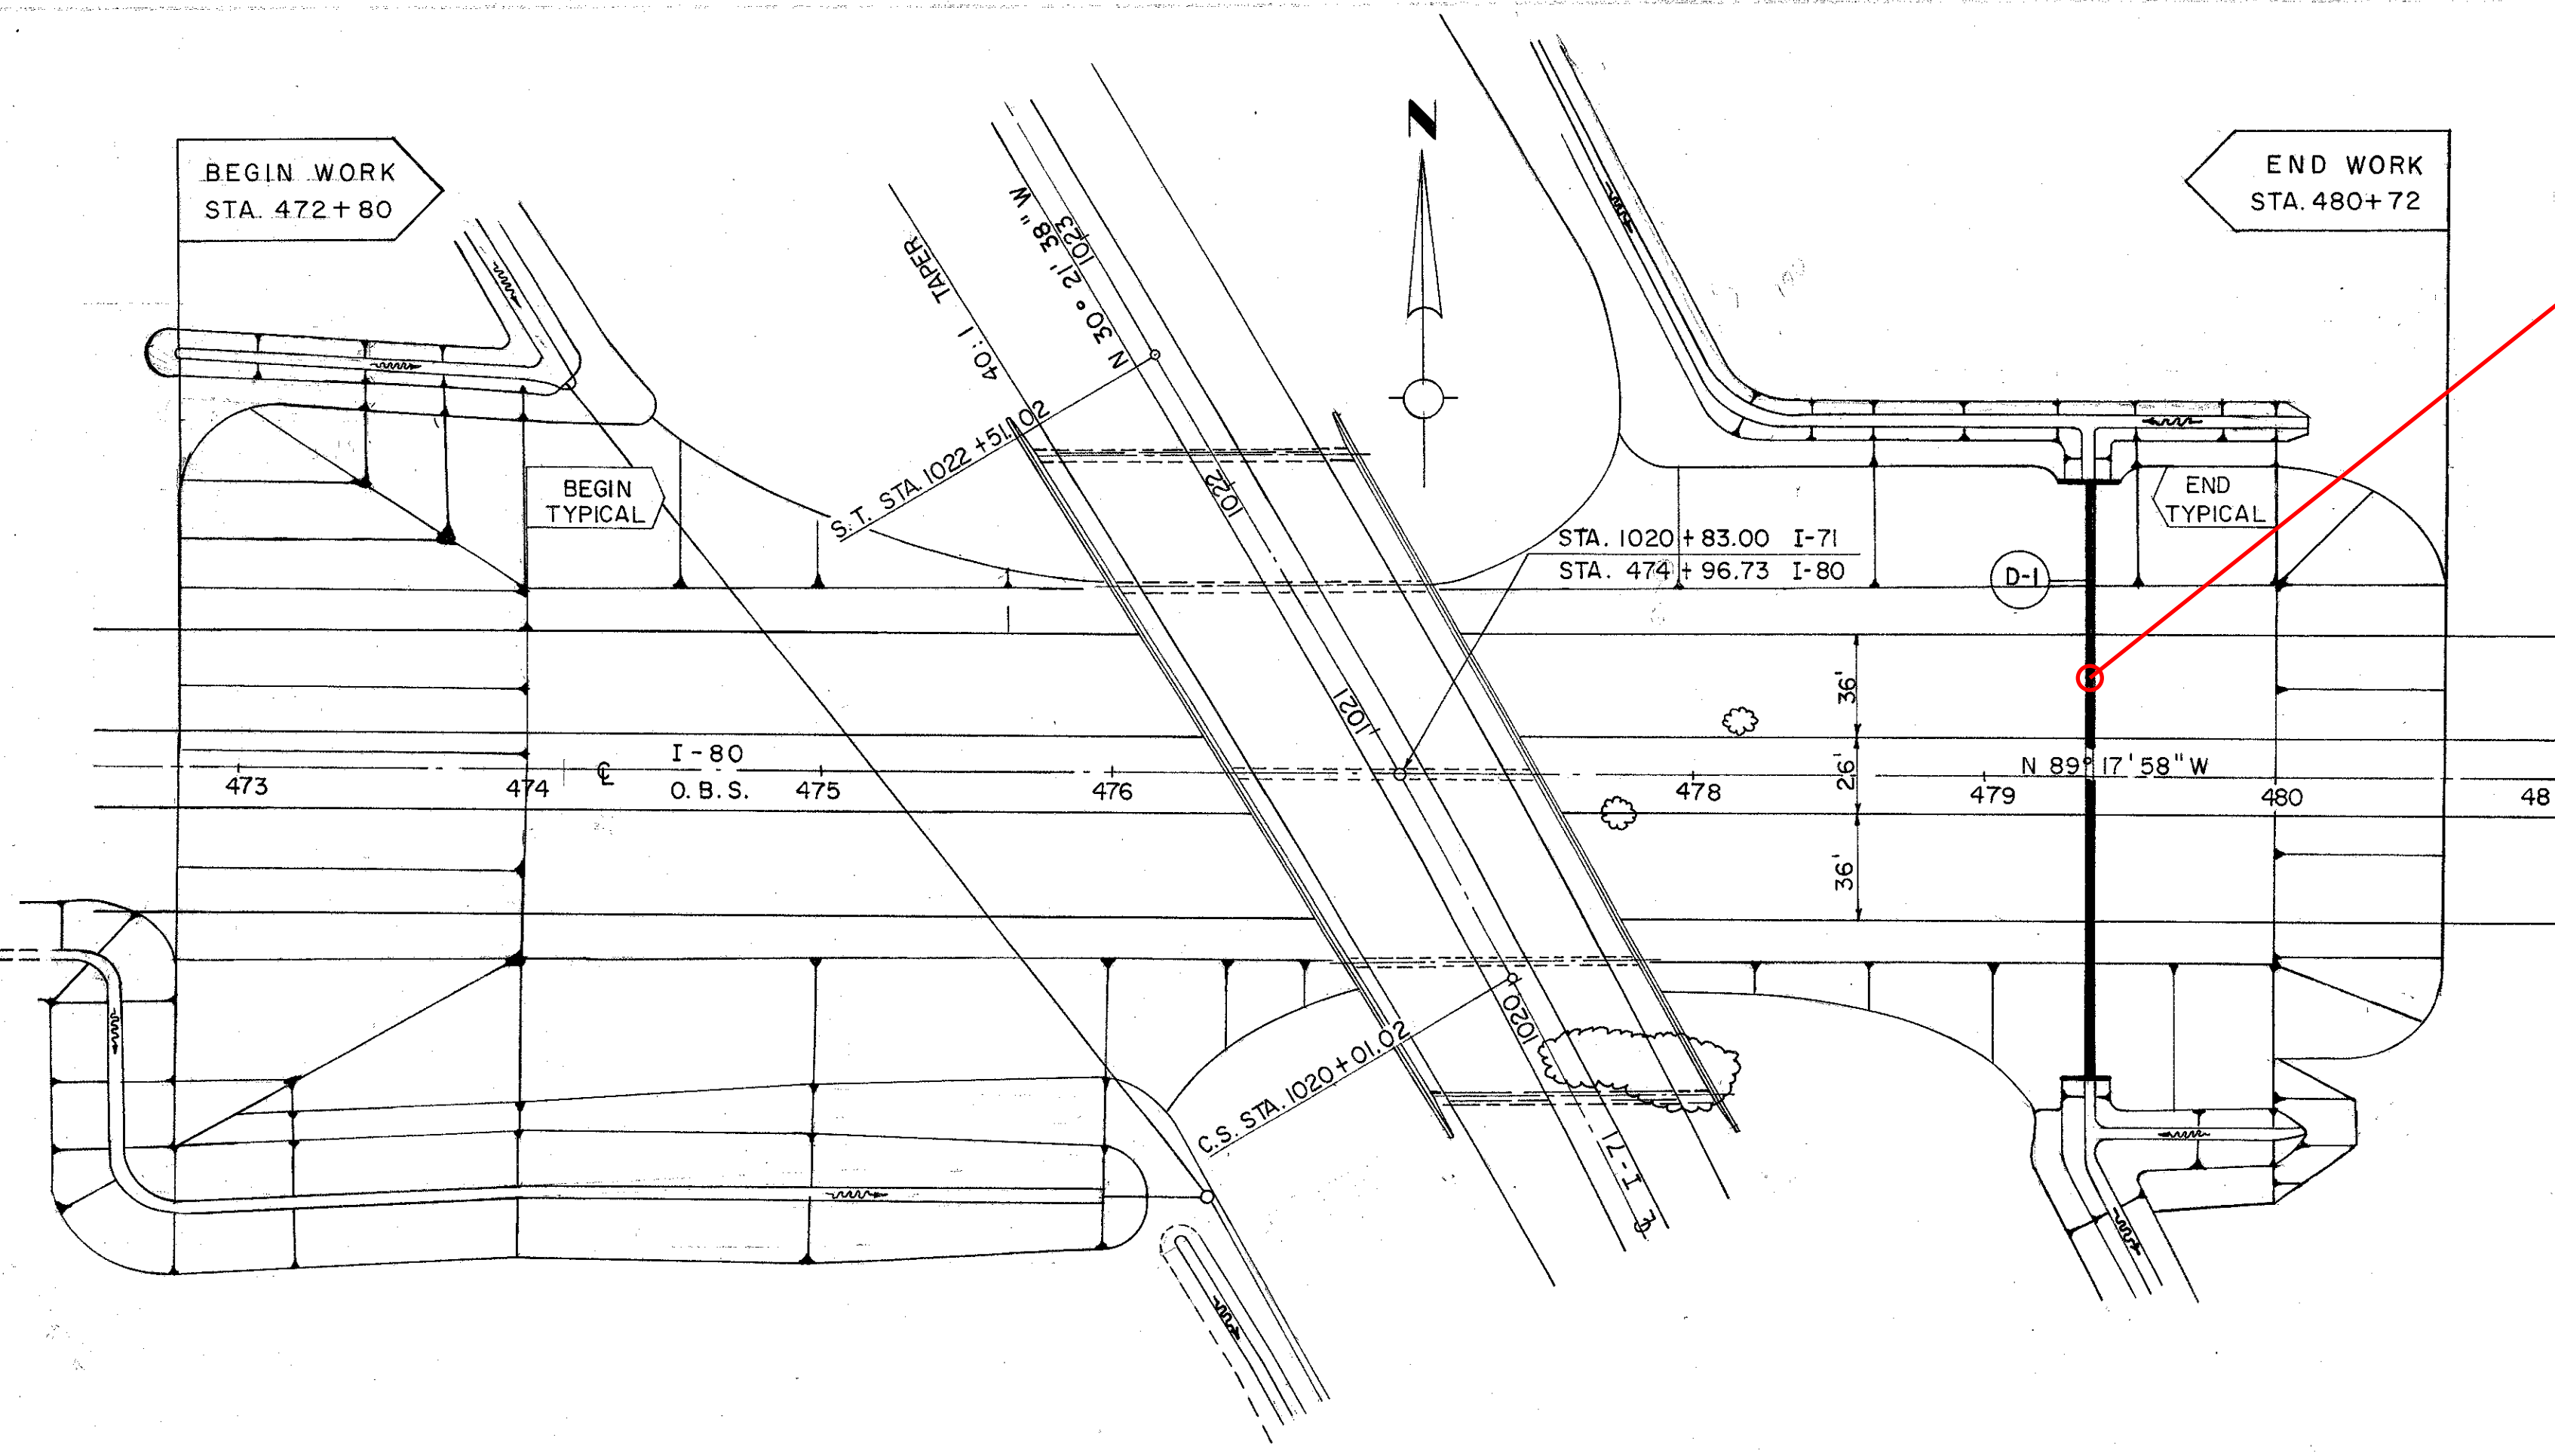 BEGIN WORK
STA. 472+80
END WORK
STA. 480+72
N
40:1 TAPER
N 30° 21' 38" W
1023
S.T. STA. 1022+51.02
1022
BEGIN
TYPICAL
END
TYPICAL
STA. 1020+83.00 I-71
STA. 474+96.73 I-80
D-1
1021
36'
26'
36'
I-80
℄
O.B.S.
N 89° 17' 58" W
473
474
475
476
478
479
480
48
1020
C.S. STA. 1020+01.02
I-71
℄